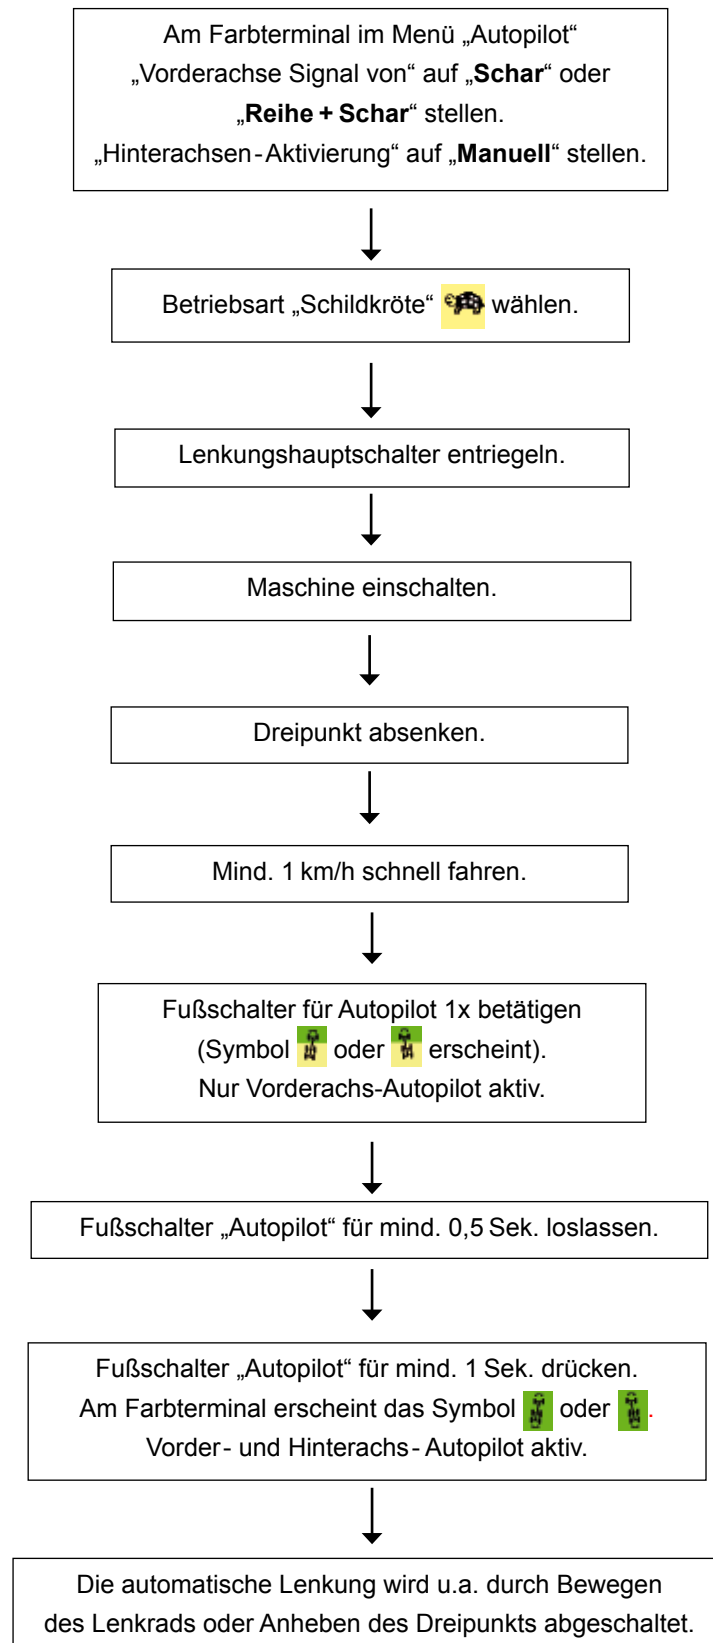 Am Farbterminal im Menü „Autopilot“
„Vorderachse Signal von“ auf „Schar“ oder
„Reihe + Schar“ stellen.
„Hinterachsen-Aktivierung“ auf „Manuell“ stellen.
Betriebsart „Schildkröte“ wählen.
Lenkungshauptschalter entriegeln.
Maschine einschalten.
Dreipunkt absenken.
Mind. 1 km/h schnell fahren.
Fußschalter für Autopilot 1x betätigen
(Symbol oder erscheint).
Nur Vorderachs-Autopilot aktiv.
Fußschalter „Autopilot“ für mind. 0,5 Sek. loslassen.
Fußschalter „Autopilot“ für mind. 1 Sek. drücken.
Am Farbterminal erscheint das Symbol oder .
Vorder- und Hinterachs-Autopilot aktiv.
Die automatische Lenkung wird u.a. durch Bewegen
des Lenkrads oder Anheben des Dreipunkts abgeschaltet.